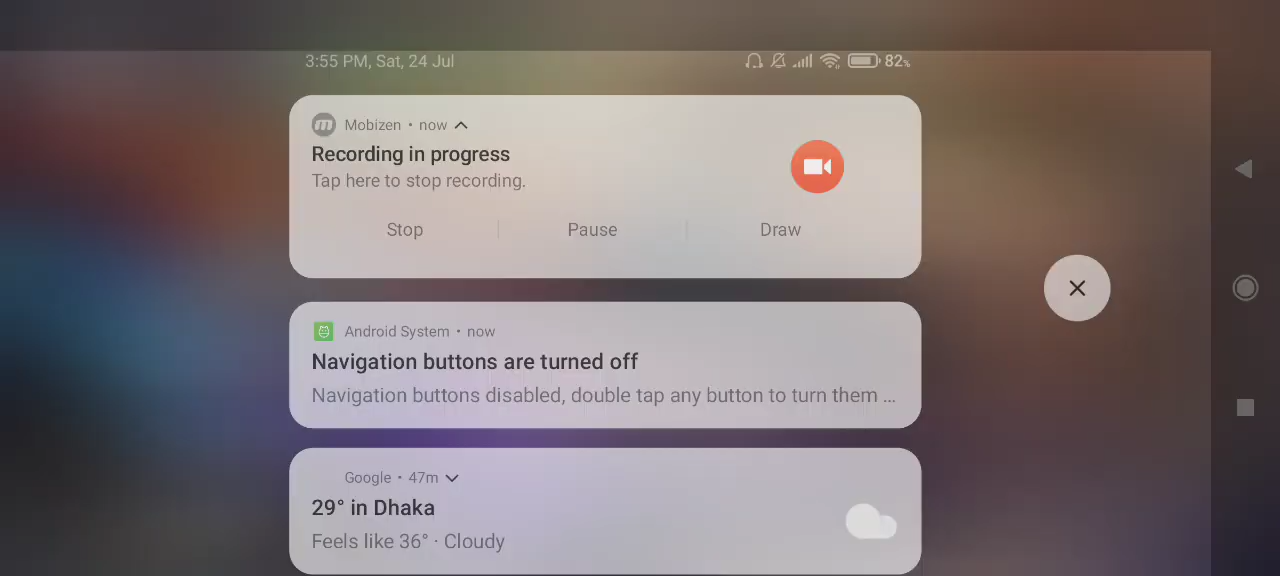 3:55 PM, Sat, 24 Jul 82%
Mobizen • now
Recording in progress
Tap here to stop recording.
Stop Pause Draw
Android System • now
Navigation buttons are turned off
Navigation buttons disabled, double tap any button to turn them ...
Google • 47m
29° in Dhaka
Feels like 36° · Cloudy